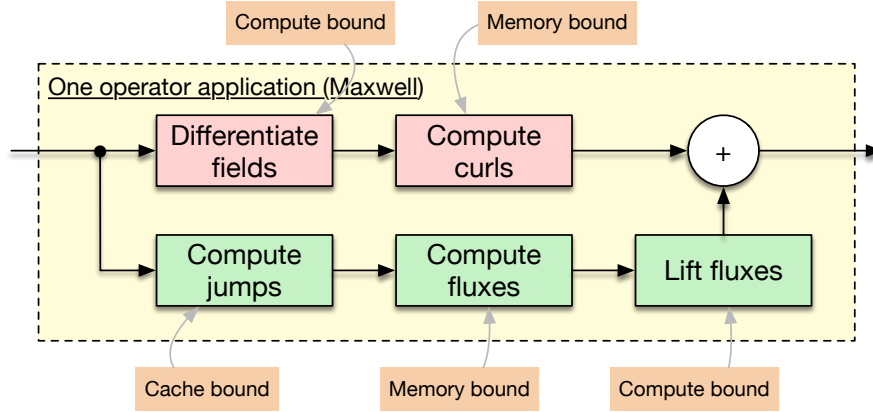 Compute bound
Memory bound
One operator application (Maxwell)
Differentiate
fields
Compute
curls
+
Compute
jumps
Compute
fluxes
Lift fluxes
Cache bound
Memory bound
Compute bound